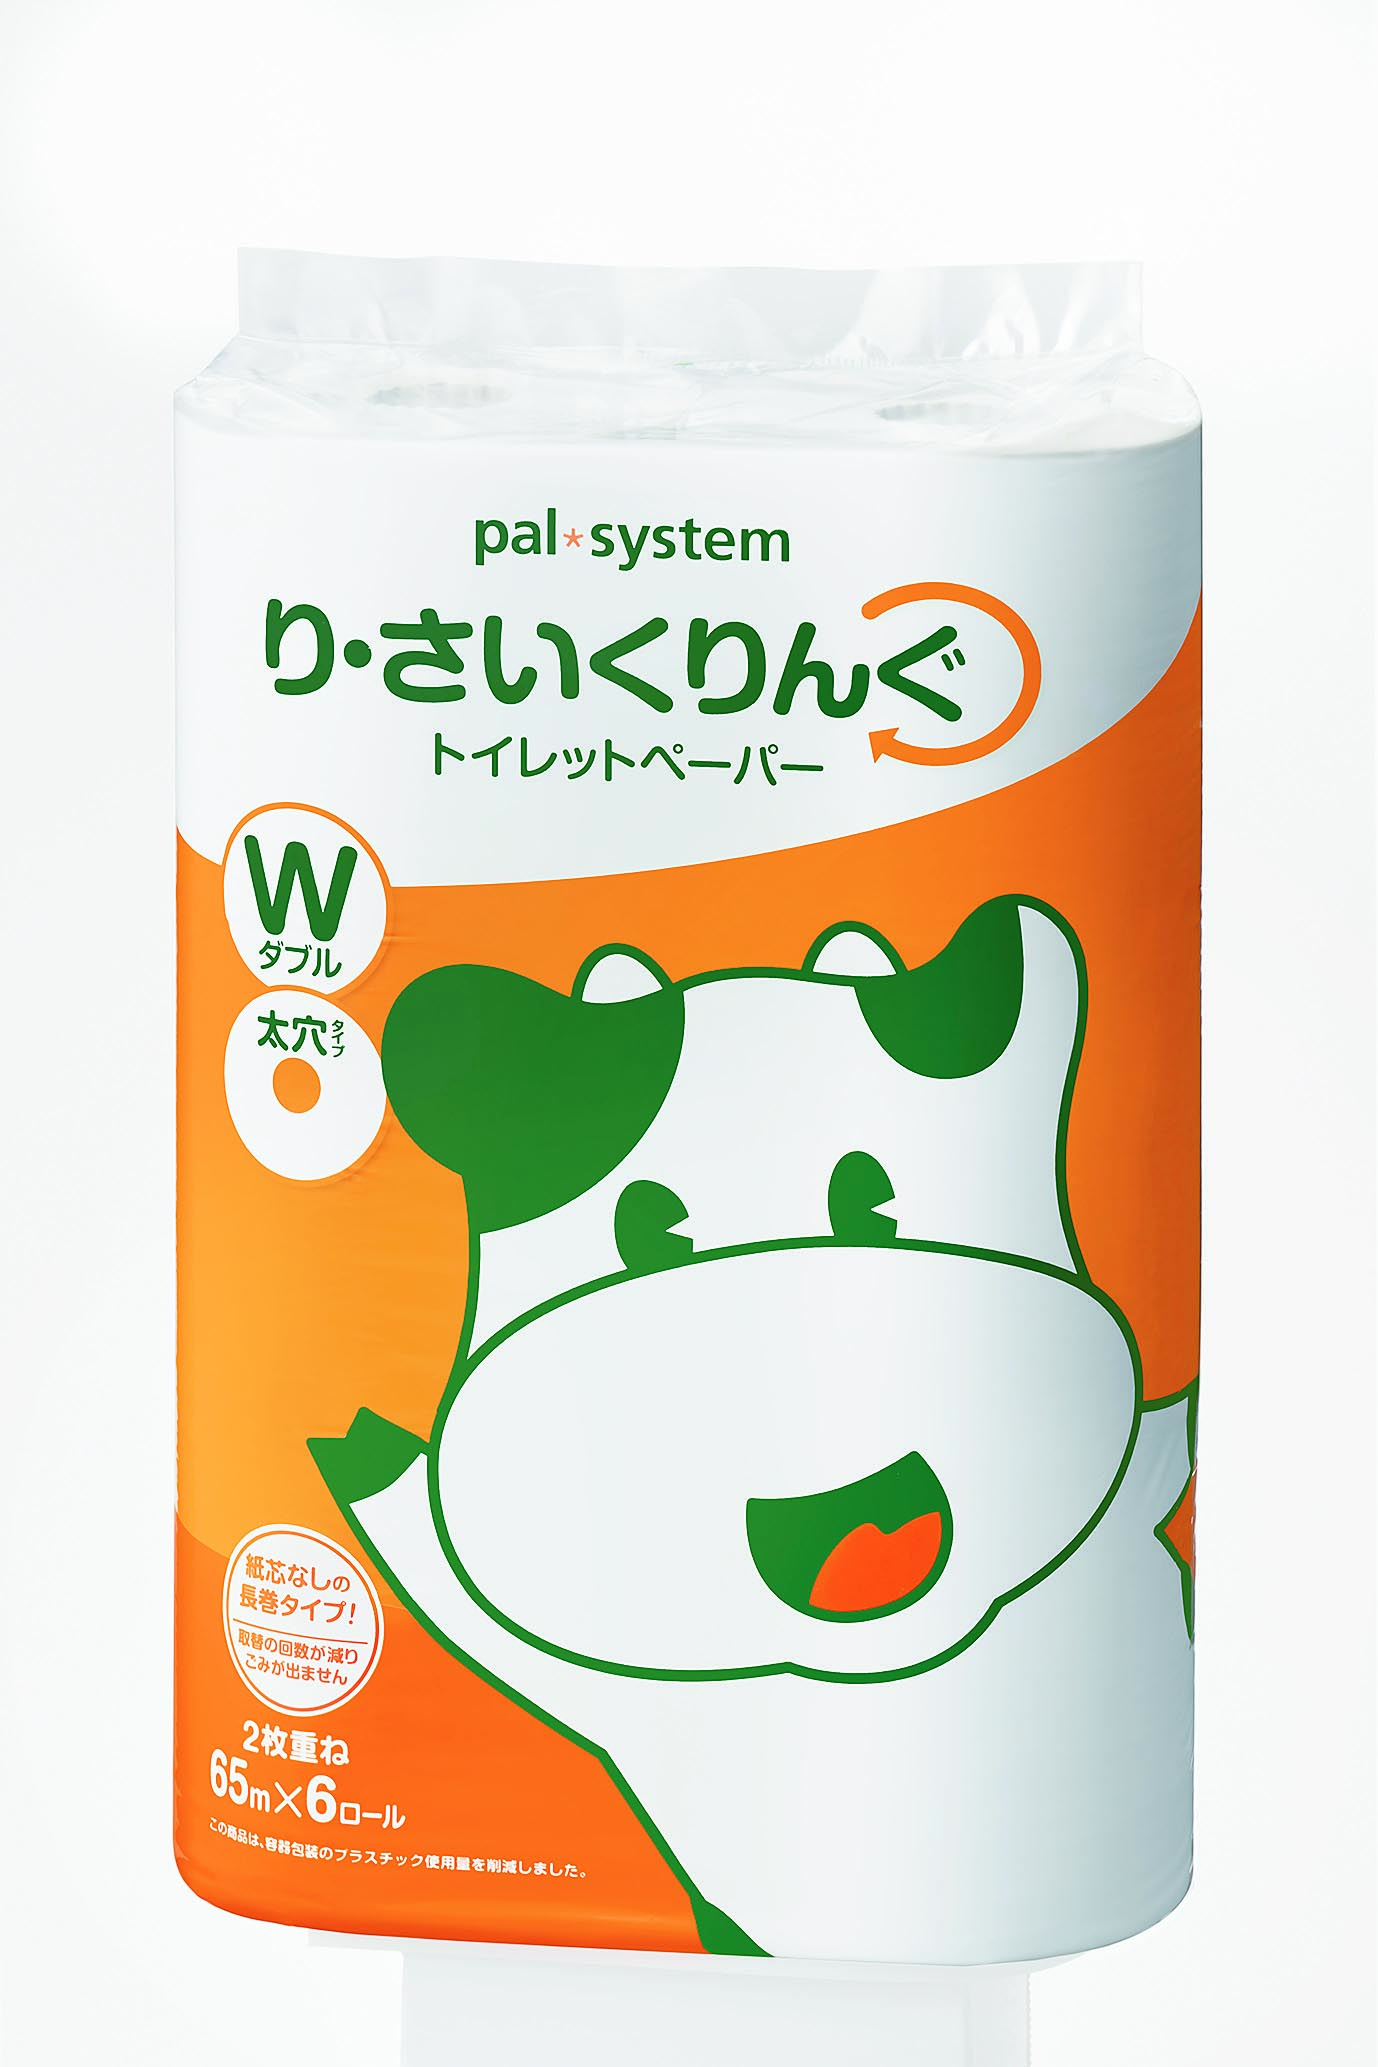 pal*system
り・さいくりんぐ
トイレットペーパー
W
ダブル
太穴タイプ
紙芯なしの
長巻タイプ!
取替の回数が減り
ごみが出ません
2枚重ね
65m×6ロール
この商品は、容器包装のプラスチック使用量を削減しました。